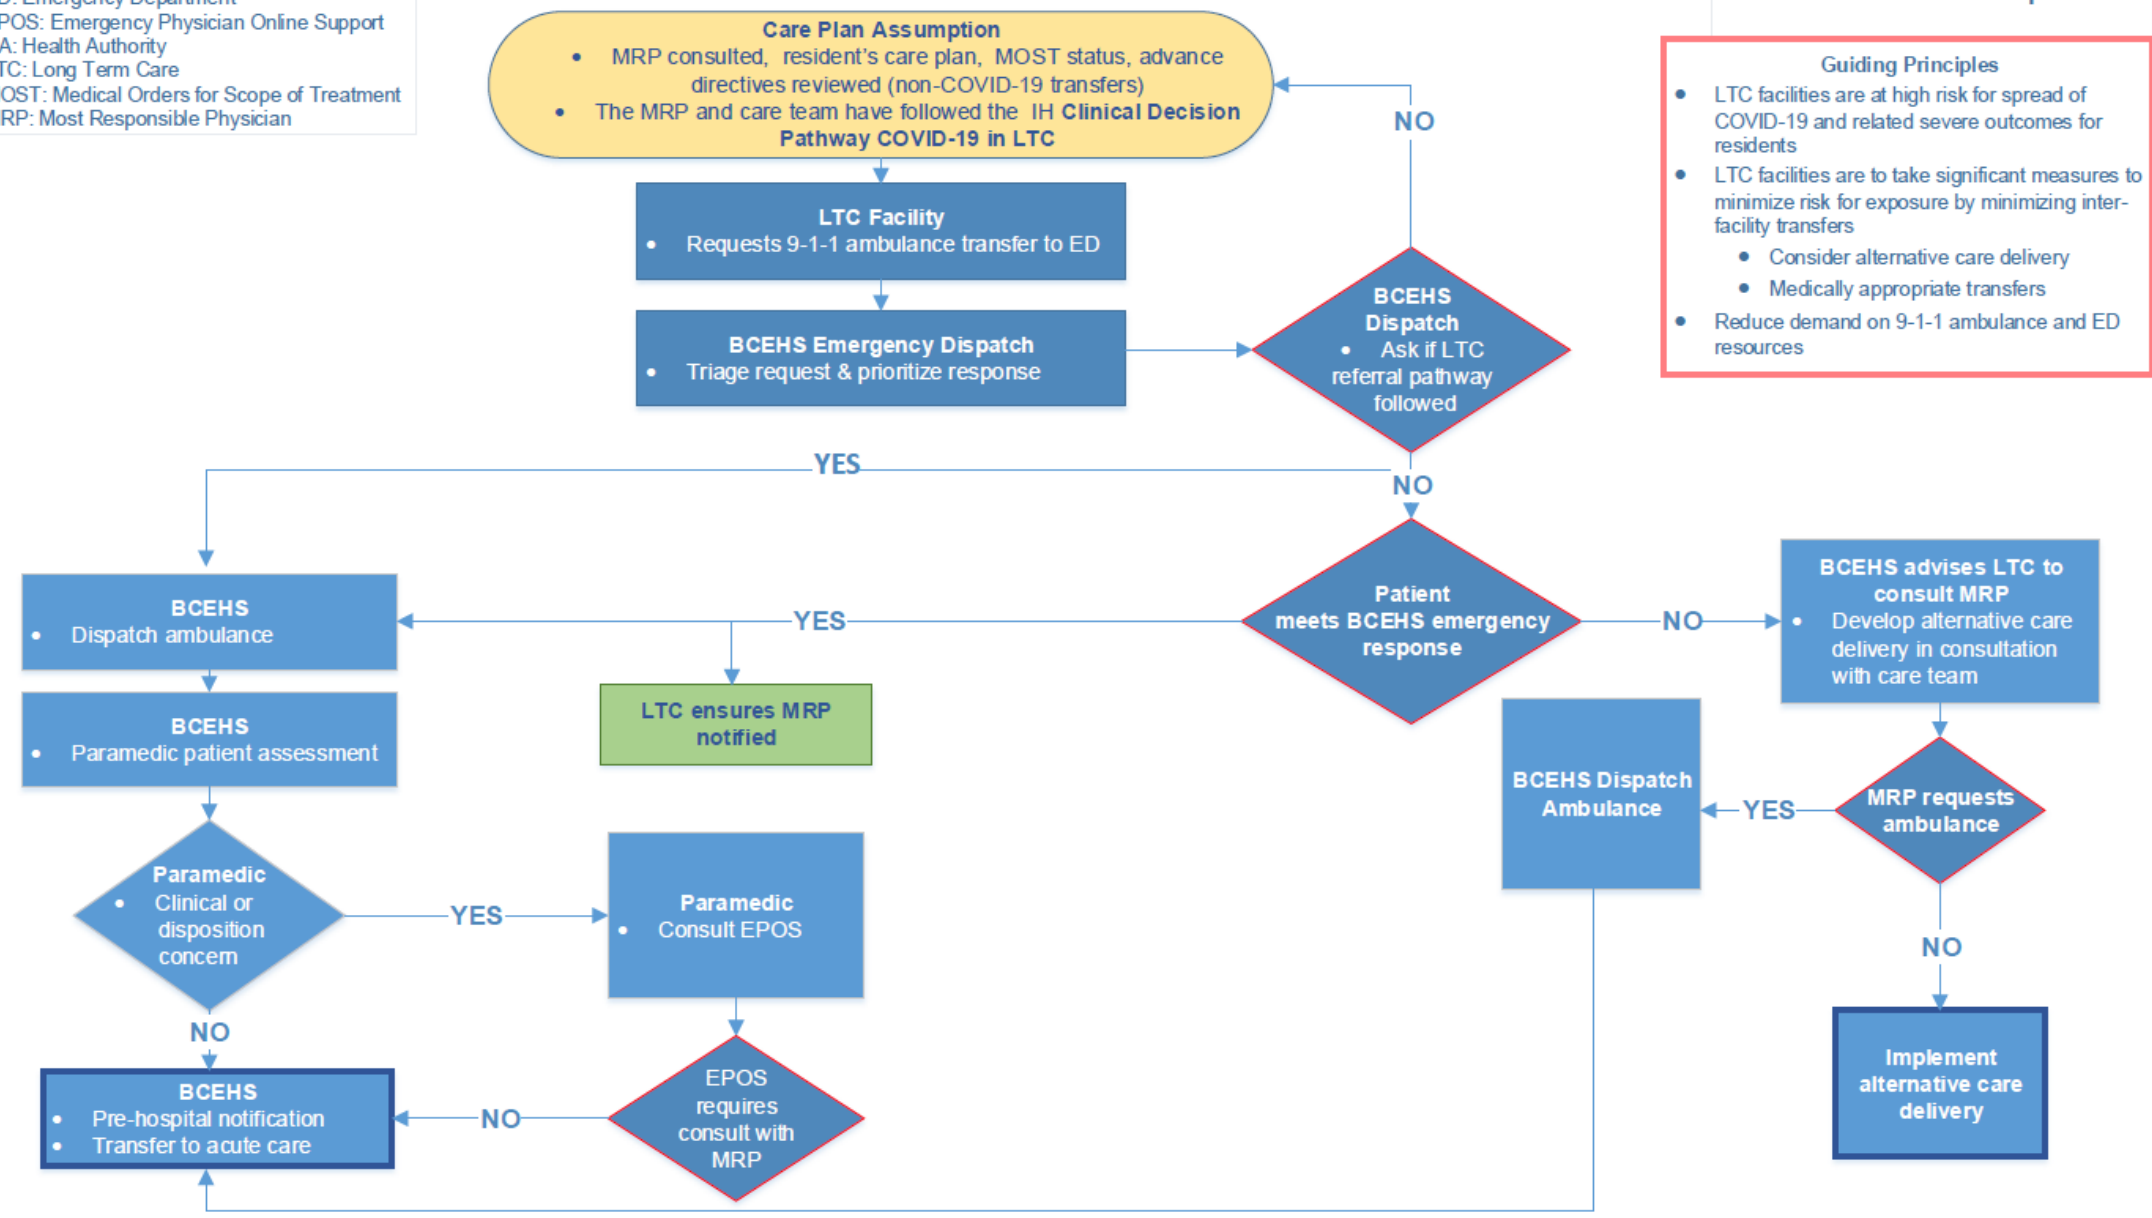 POS: Emergency Physician Online Support
A: Health Authority
TC: Long Term Care
OST: Medical Orders for Scope of Treatment
RP: Most Responsible Physician
Care Plan Assumption
• MRP consulted, resident's care plan, MOST status, advance
directives reviewed (non-COVID-19 transfers)
• The MRP and care team have followed the IH Clinical Decision
Pathway COVID-19 in LTC
Guiding Principles
• LTC facilities are at high risk for spread of
COVID-19 and related severe outcomes for
residents
• LTC facilities are to take significant measures to
minimize risk for exposure by minimizing inter-
facility transfers
• Consider alternative care delivery
• Medically appropriate transfers
• Reduce demand on 9-1-1 ambulance and ED
resources
NO
LTC Facility
• Requests 9-1-1 ambulance transfer to ED
BCEHS Emergency Dispatch
• Triage request & prioritize response
BCEHS
Dispatch
• Ask if LTC
referral pathway
followed
YES
NO
Patient
meets BCEHS emergency
response
YES
NO
BCEHS advises LTC to
consult MRP
• Develop alternative care
delivery in consultation
with care team
BCEHS
• Dispatch ambulance
LTC ensures MRP
notified
BCEHS
• Paramedic patient assessment
BCEHS Dispatch
Ambulance
YES
MRP requests
ambulance
Paramedic
• Clinical or
disposition
concern
YES
Paramedic
• Consult EPOS
NO
NO
EPOS
requires
consult with
MRP
NO
BCEHS
• Pre-hospital notification
• Transfer to acute care
Implement
alternative care
delivery